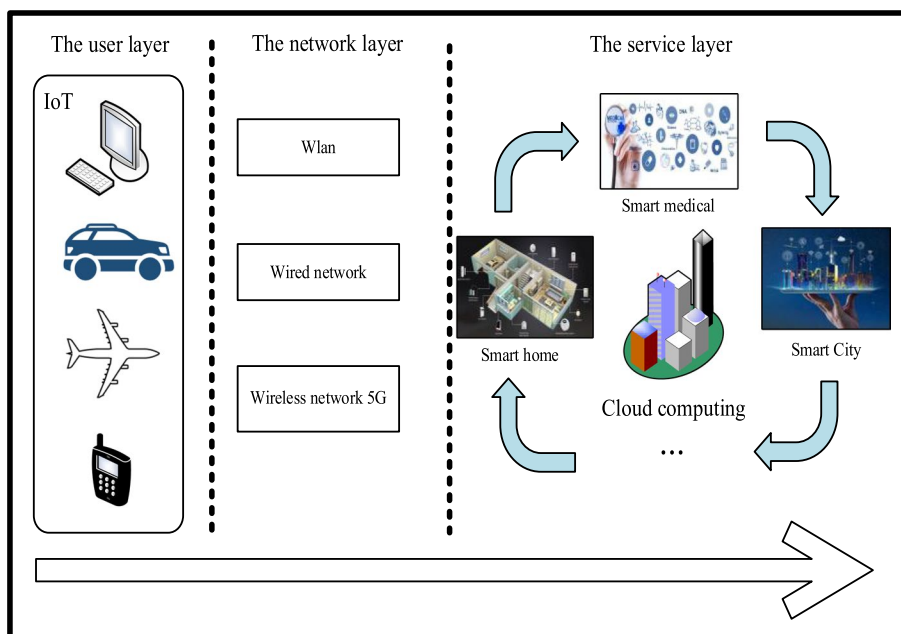 The user layer
The network layer
The service layer
IoT
Wlan
Wired network
Wireless network 5G
Smart medical
Smart home
Smart City
Cloud computing
...